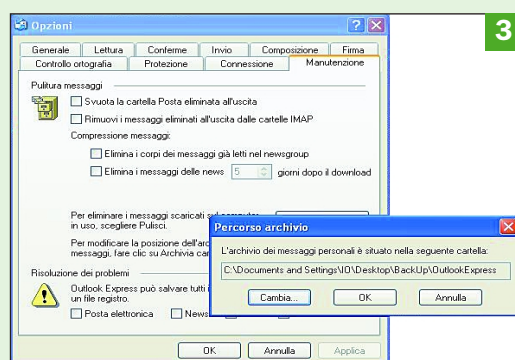 3
Opzioni
Generale Lettura Conferme Invio Composizione Firma
Controllo ortografia Protezione Connessione Manutenzione
Pulitura messaggi
Svuota la cartella Posta eliminata all'uscita
Rimuovi i messaggi eliminati all'uscita dalle cartelle IMAP
Compressione messaggi:
Elimina i corpi dei messaggi già letti nel newsgroup
Elimina i messaggi delle news 5 giorni dopo il download
Per eliminare i messaggi scaricati
in uso, scegliere Pulisci.
Per modificare la posizione dell'arc
messaggi, fare clic su Archivia car
Risoluzione dei problemi
Outlook Express può salvare tutti i
un file registro.
Posta elettronica News
OK Annulla Applica
Percorso archivio
L'archivio dei messaggi personali è situato nella seguente cartella:
C:\Documents and Settings\IO\Desktop\BackUp\OutlookExpress
Cambia... OK Annulla